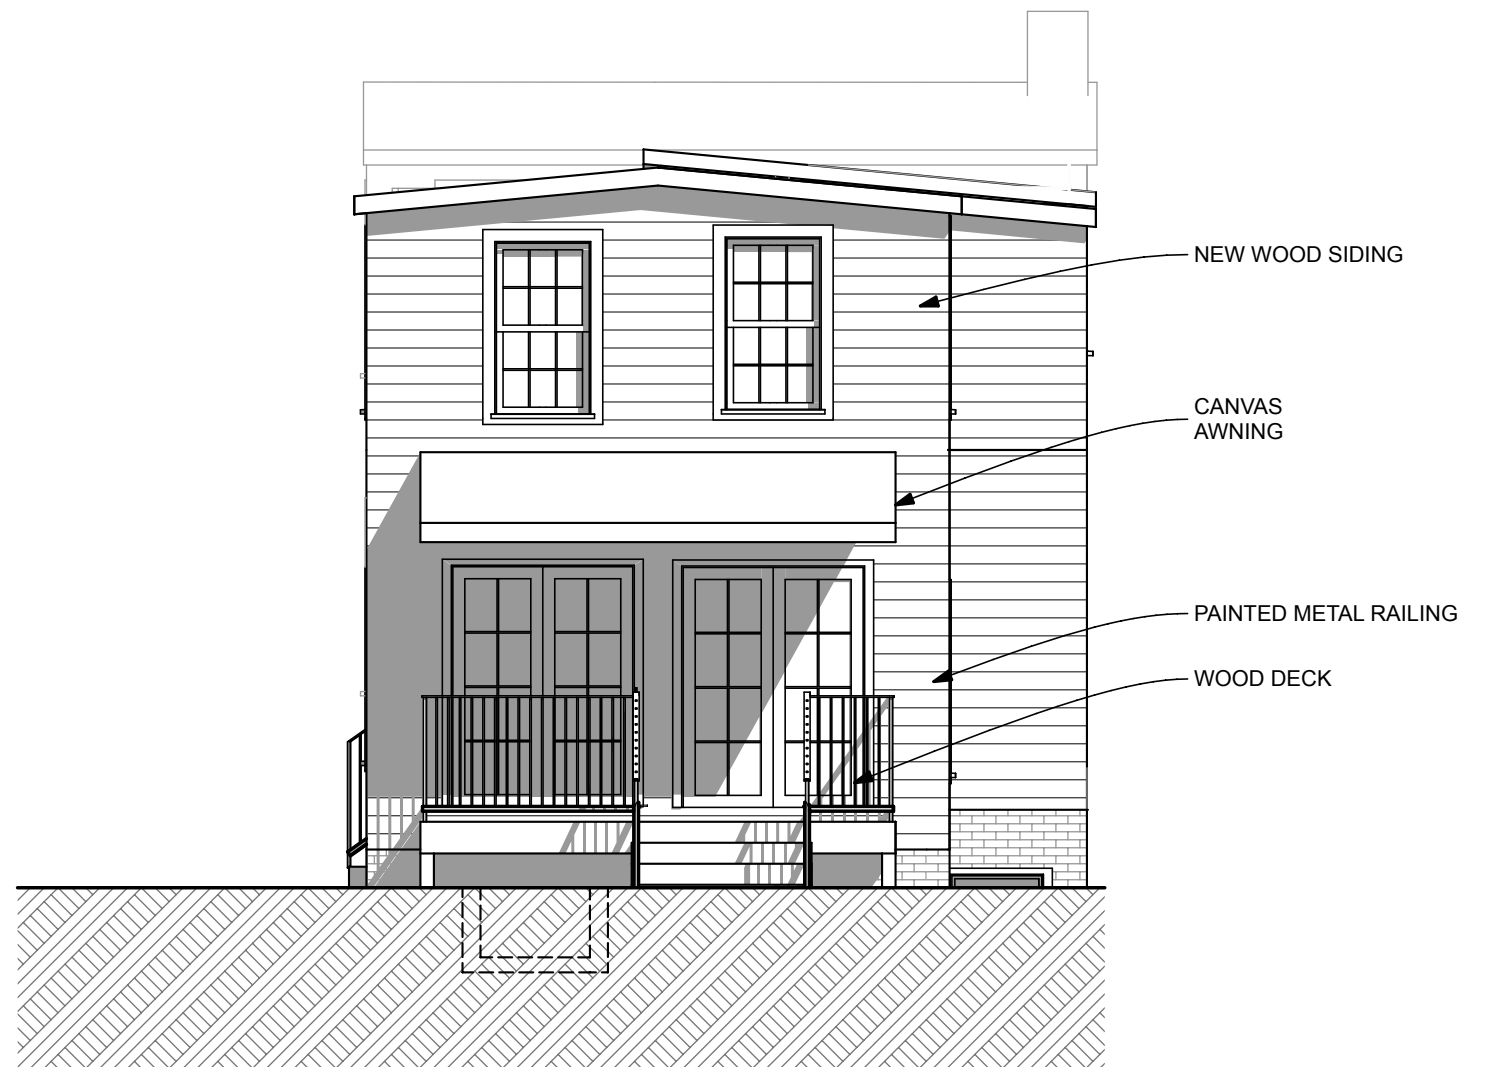 NEW WOOD SIDING
CANVAS
AWNING
PAINTED METAL RAILING
WOOD DECK